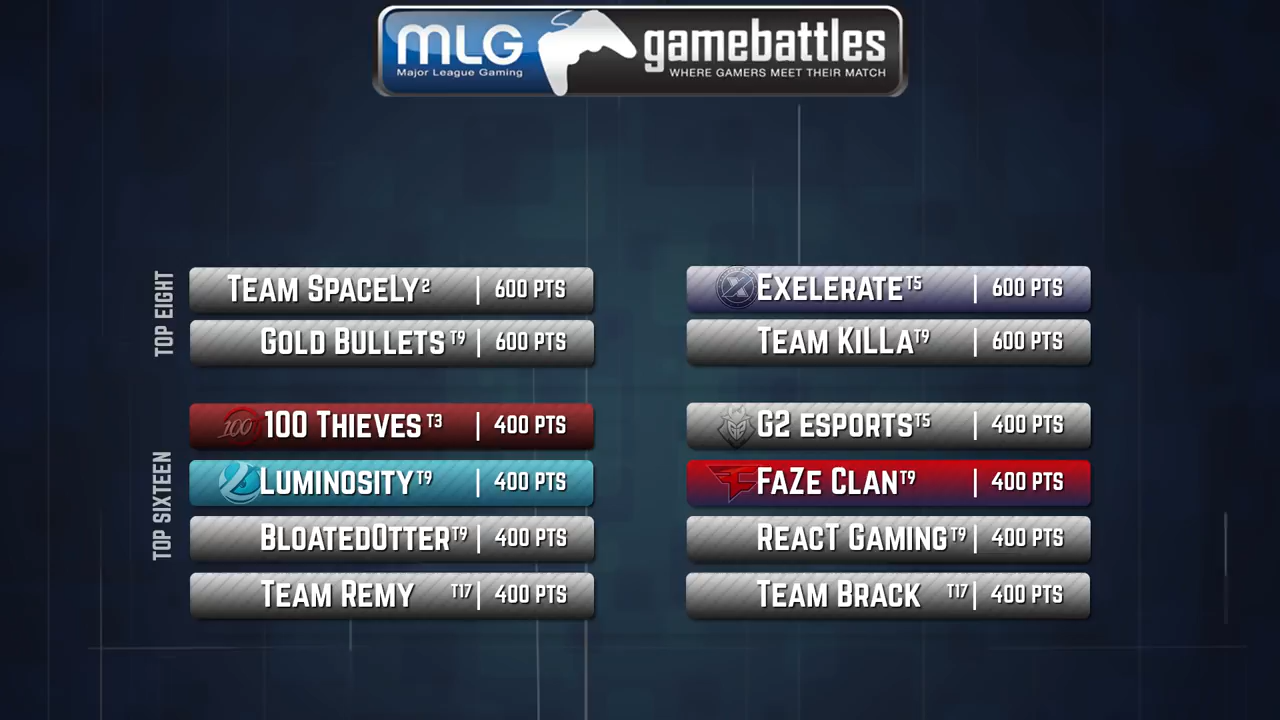 MLG gamebattles
Major League Gaming WHERE GAMERS MEET THEIR MATCH
TOP EIGHT
TEAM SPACELY 2 | 600 PTS
EXELERATE T5 | 600 PTS
GOLD BULLETS T9 | 600 PTS
TEAM KILLA T9 | 600 PTS
TOP SIXTEEN
100 100 THIEVES T3 | 400 PTS
G2 ESPORTS T5 | 400 PTS
LUMINOSITY T9 | 400 PTS
FAZE CLAN T9 | 400 PTS
BLOATEDOTTER T9 | 400 PTS
REACT GAMING T9 | 400 PTS
TEAM REMY T17 | 400 PTS
TEAM BRACK T17 | 400 PTS